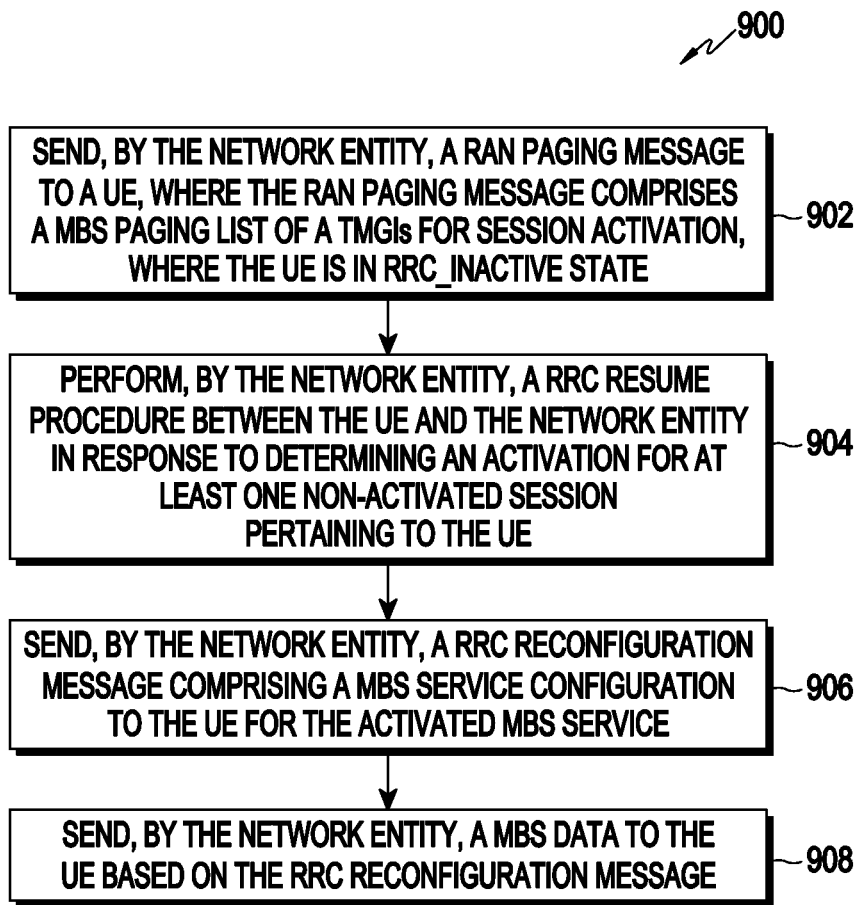 900
SEND, BY THE NETWORK ENTITY, A RAN PAGING MESSAGE
TO A UE, WHERE THE RAN PAGING MESSAGE COMPRISES
A MBS PAGING LIST OF A TMGIs FOR SESSION ACTIVATION,
WHERE THE UE IS IN RRC_INACTIVE STATE
902
PERFORM, BY THE NETWORK ENTITY, A RRC RESUME
PROCEDURE BETWEEN THE UE AND THE NETWORK ENTITY
IN RESPONSE TO DETERMINING AN ACTIVATION FOR AT
LEAST ONE NON-ACTIVATED SESSION
PERTAINING TO THE UE
904
SEND, BY THE NETWORK ENTITY, A RRC RECONFIGURATION
MESSAGE COMPRISING A MBS SERVICE CONFIGURATION
TO THE UE FOR THE ACTIVATED MBS SERVICE
906
SEND, BY THE NETWORK ENTITY, A MBS DATA TO THE
UE BASED ON THE RRC RECONFIGURATION MESSAGE
908